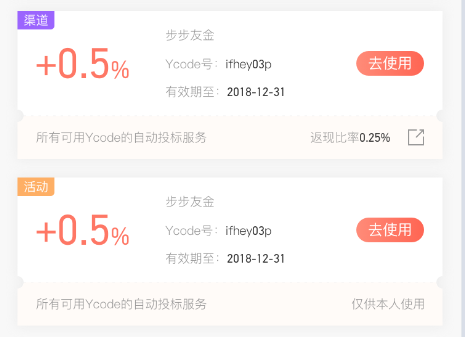 渠道
步步友金
+0.5%
Ycode号：ifhey03p
去使用
有效期至：2018-12-31
所有可用Ycode的自动投标服务 返现比率0.25%
活动
步步友金
+0.5%
Ycode号：ifhey03p
去使用
有效期至：2018-12-31
所有可用Ycode的自动投标服务 仅供本人使用